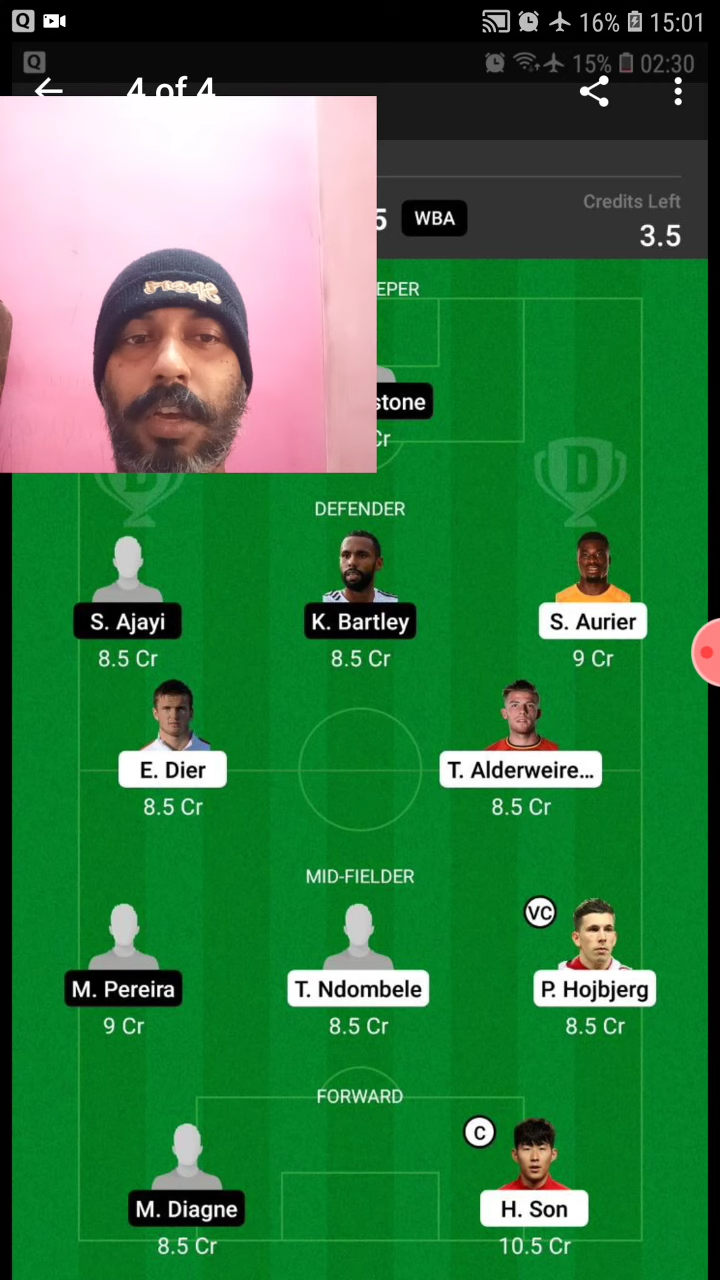 Q 16% 15:01
Q 15% 02:30
4 of 4
Credits Left
5 WBA 3.5
EPER
stone
Cr
DEFENDER
S. Ajayi K. Bartley S. Aurier
8.5 Cr 8.5 Cr 9 Cr
E. Dier T. Alderweire...
8.5 Cr 8.5 Cr
MID-FIELDER
VC
M. Pereira T. Ndombele P. Hojbjerg
9 Cr 8.5 Cr 8.5 Cr
FORWARD
C
M. Diagne H. Son
8.5 Cr 10.5 Cr